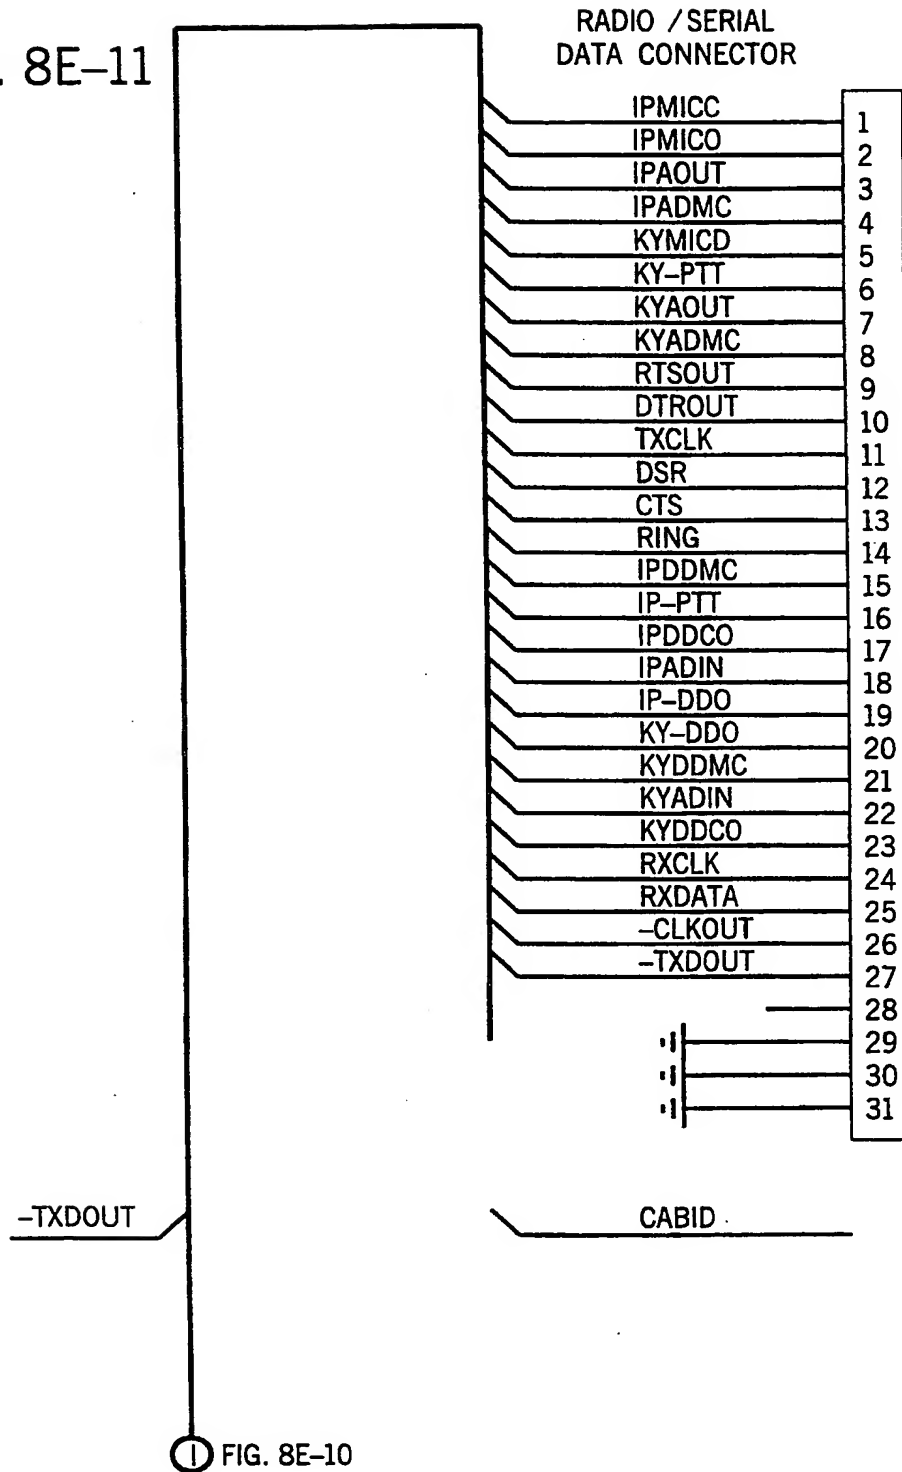 . 8E–11
RADIO / SERIAL
DATA CONNECTOR
IPMICC 1
IPMICO 2
IPAOUT 3
IPADMC 4
KYMICD 5
KY–PTT 6
KYAOUT 7
KYADMC 8
RTSOUT 9
DTROUT 10
TXCLK 11
DSR 12
CTS 13
RING 14
IPDDMC 15
IP–PTT 16
IPDDCO 17
IPADIN 18
IP–DDO 19
KY–DDO 20
KYDDMC 21
KYADIN 22
KYDDCO 23
RXCLK 24
RXDATA 25
–CLKOUT 26
–TXDOUT 27
28
29
30
31
–TXDOUT
CABID
1 FIG. 8E–10